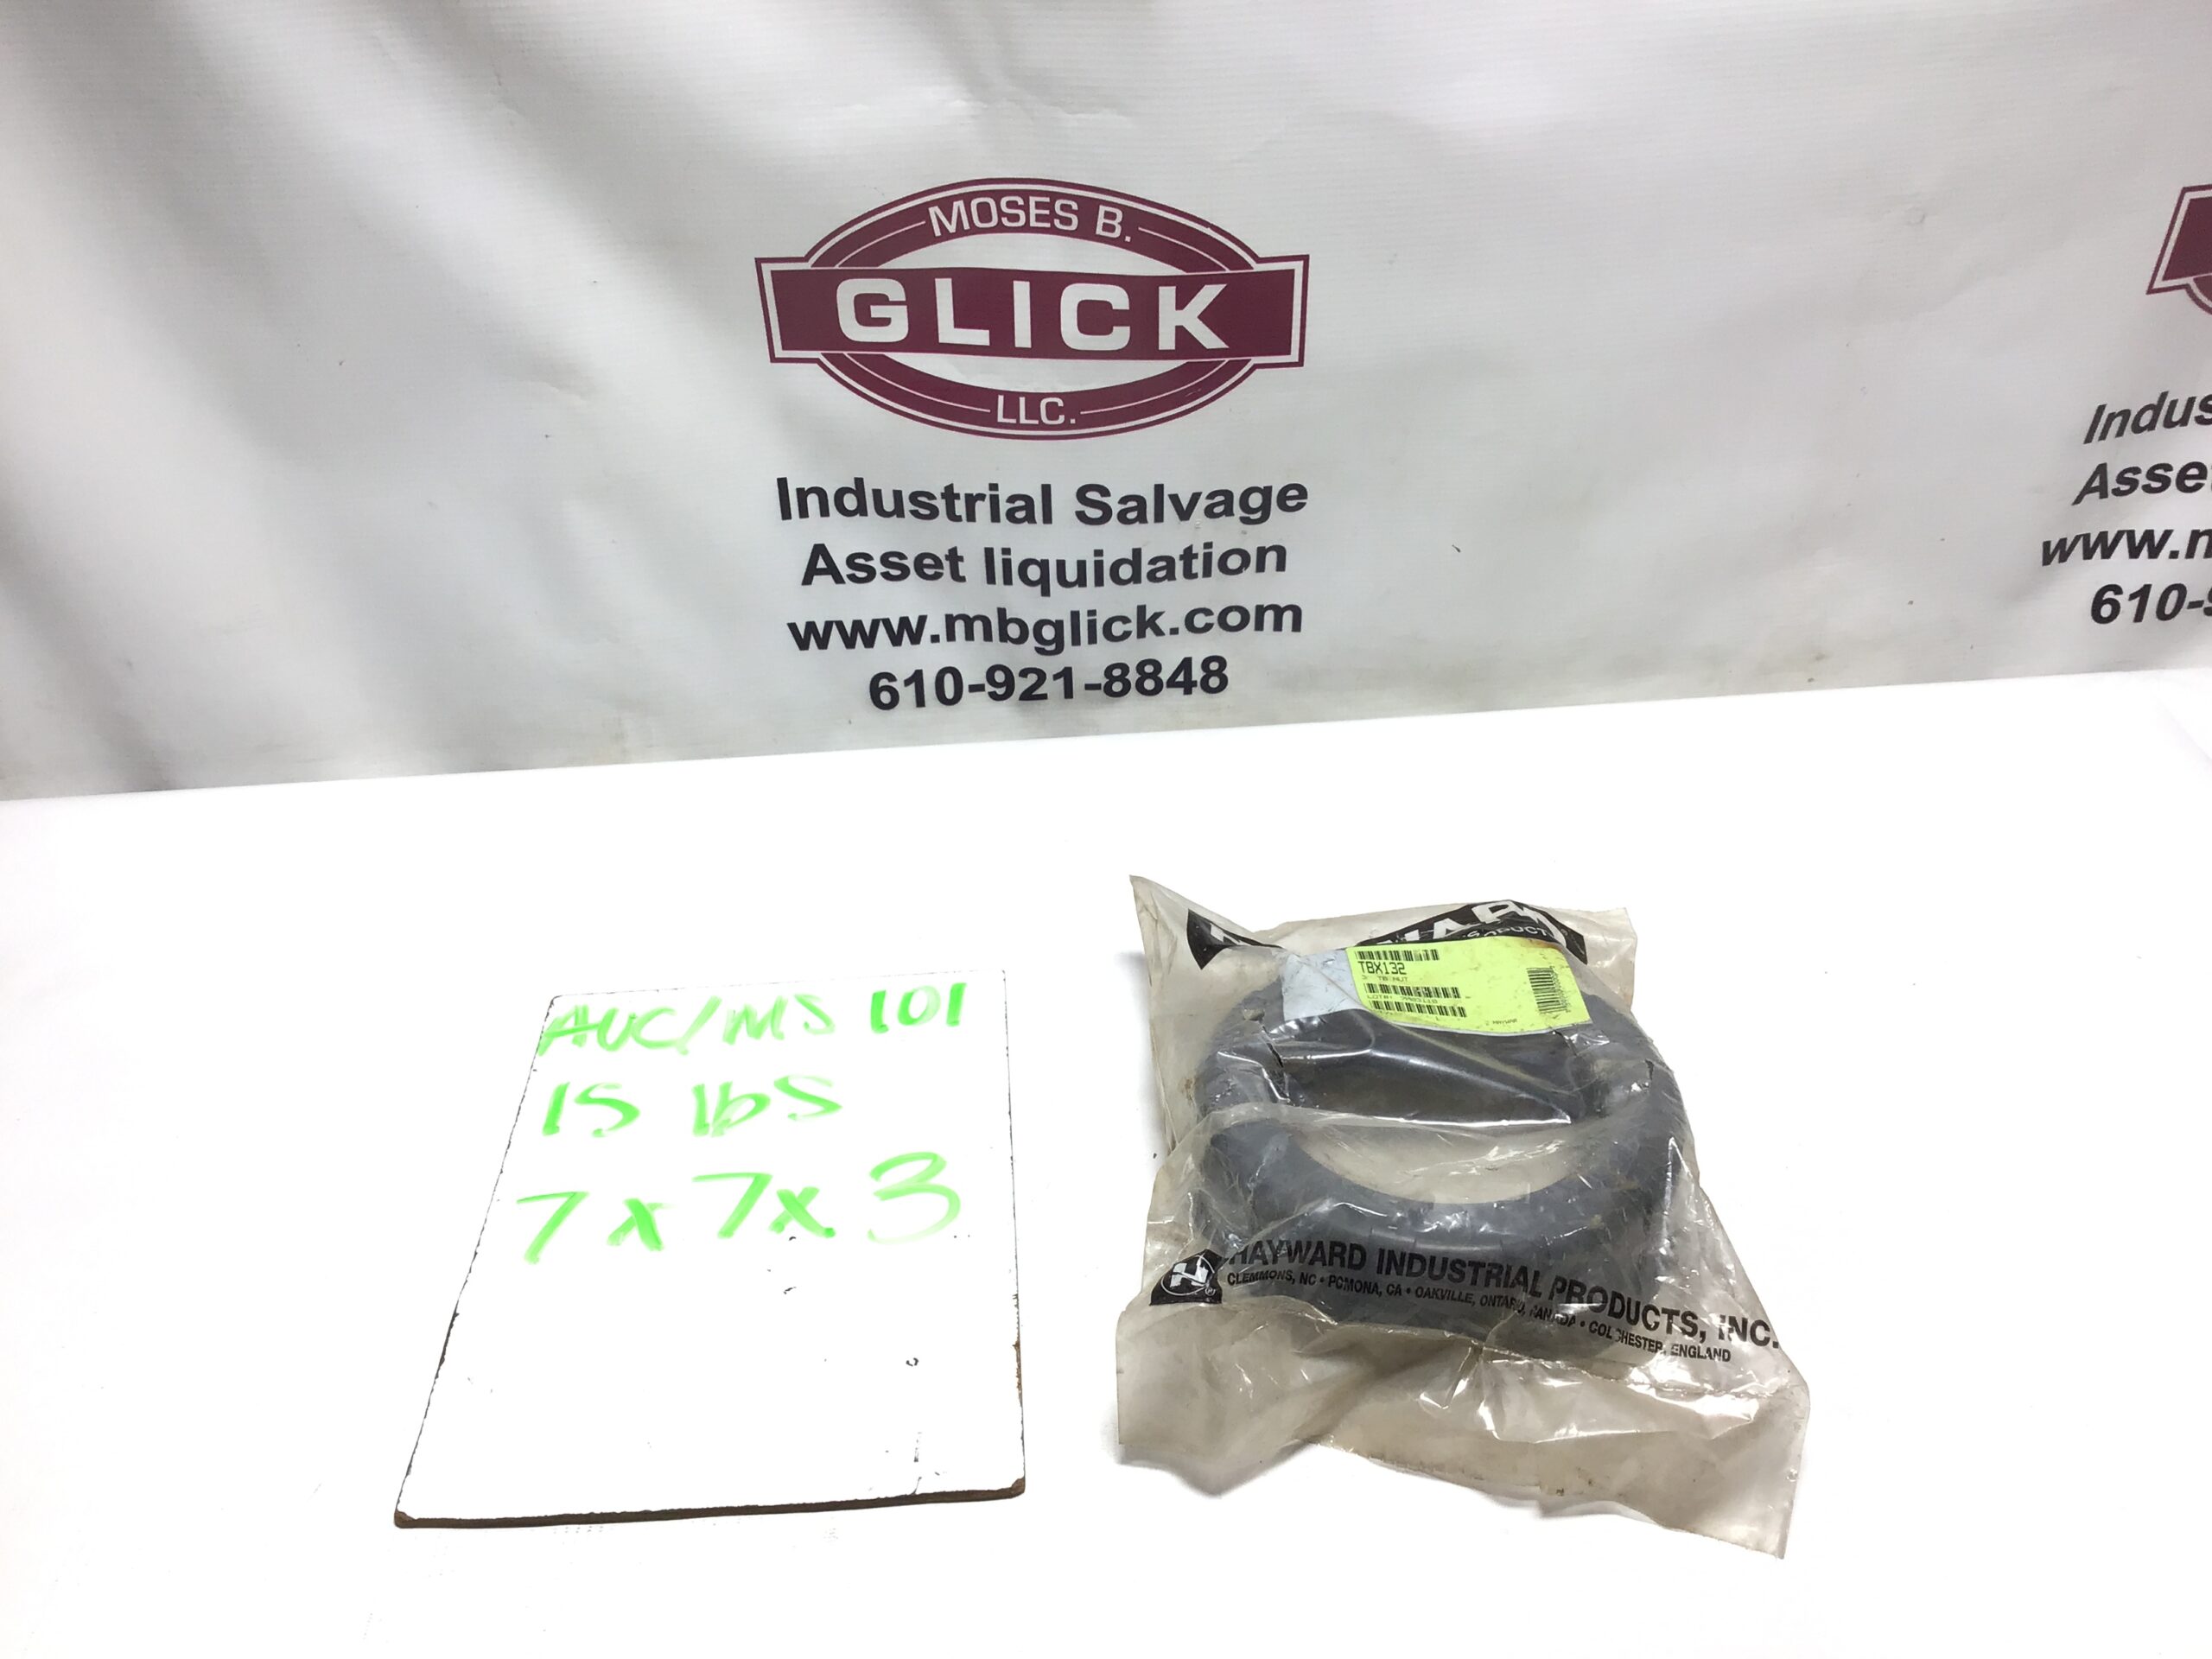 MOSES B.
GLICK
LLC.
Industrial Salvage
Asset liquidation
www.mbglick.com
610-921-8848
Indus
Asse
www.m
610-9
AUC/MS 101
15 lbs
7 x 7 x 3
TBX132
LOT#:
HAYWARD INDUSTRIAL PRODUCTS, INC.
CLEMMONS, NC • POMONA, CA • OAKVILLE, ONTARIO, CANADA • COLCHESTER, ENGLAND
H